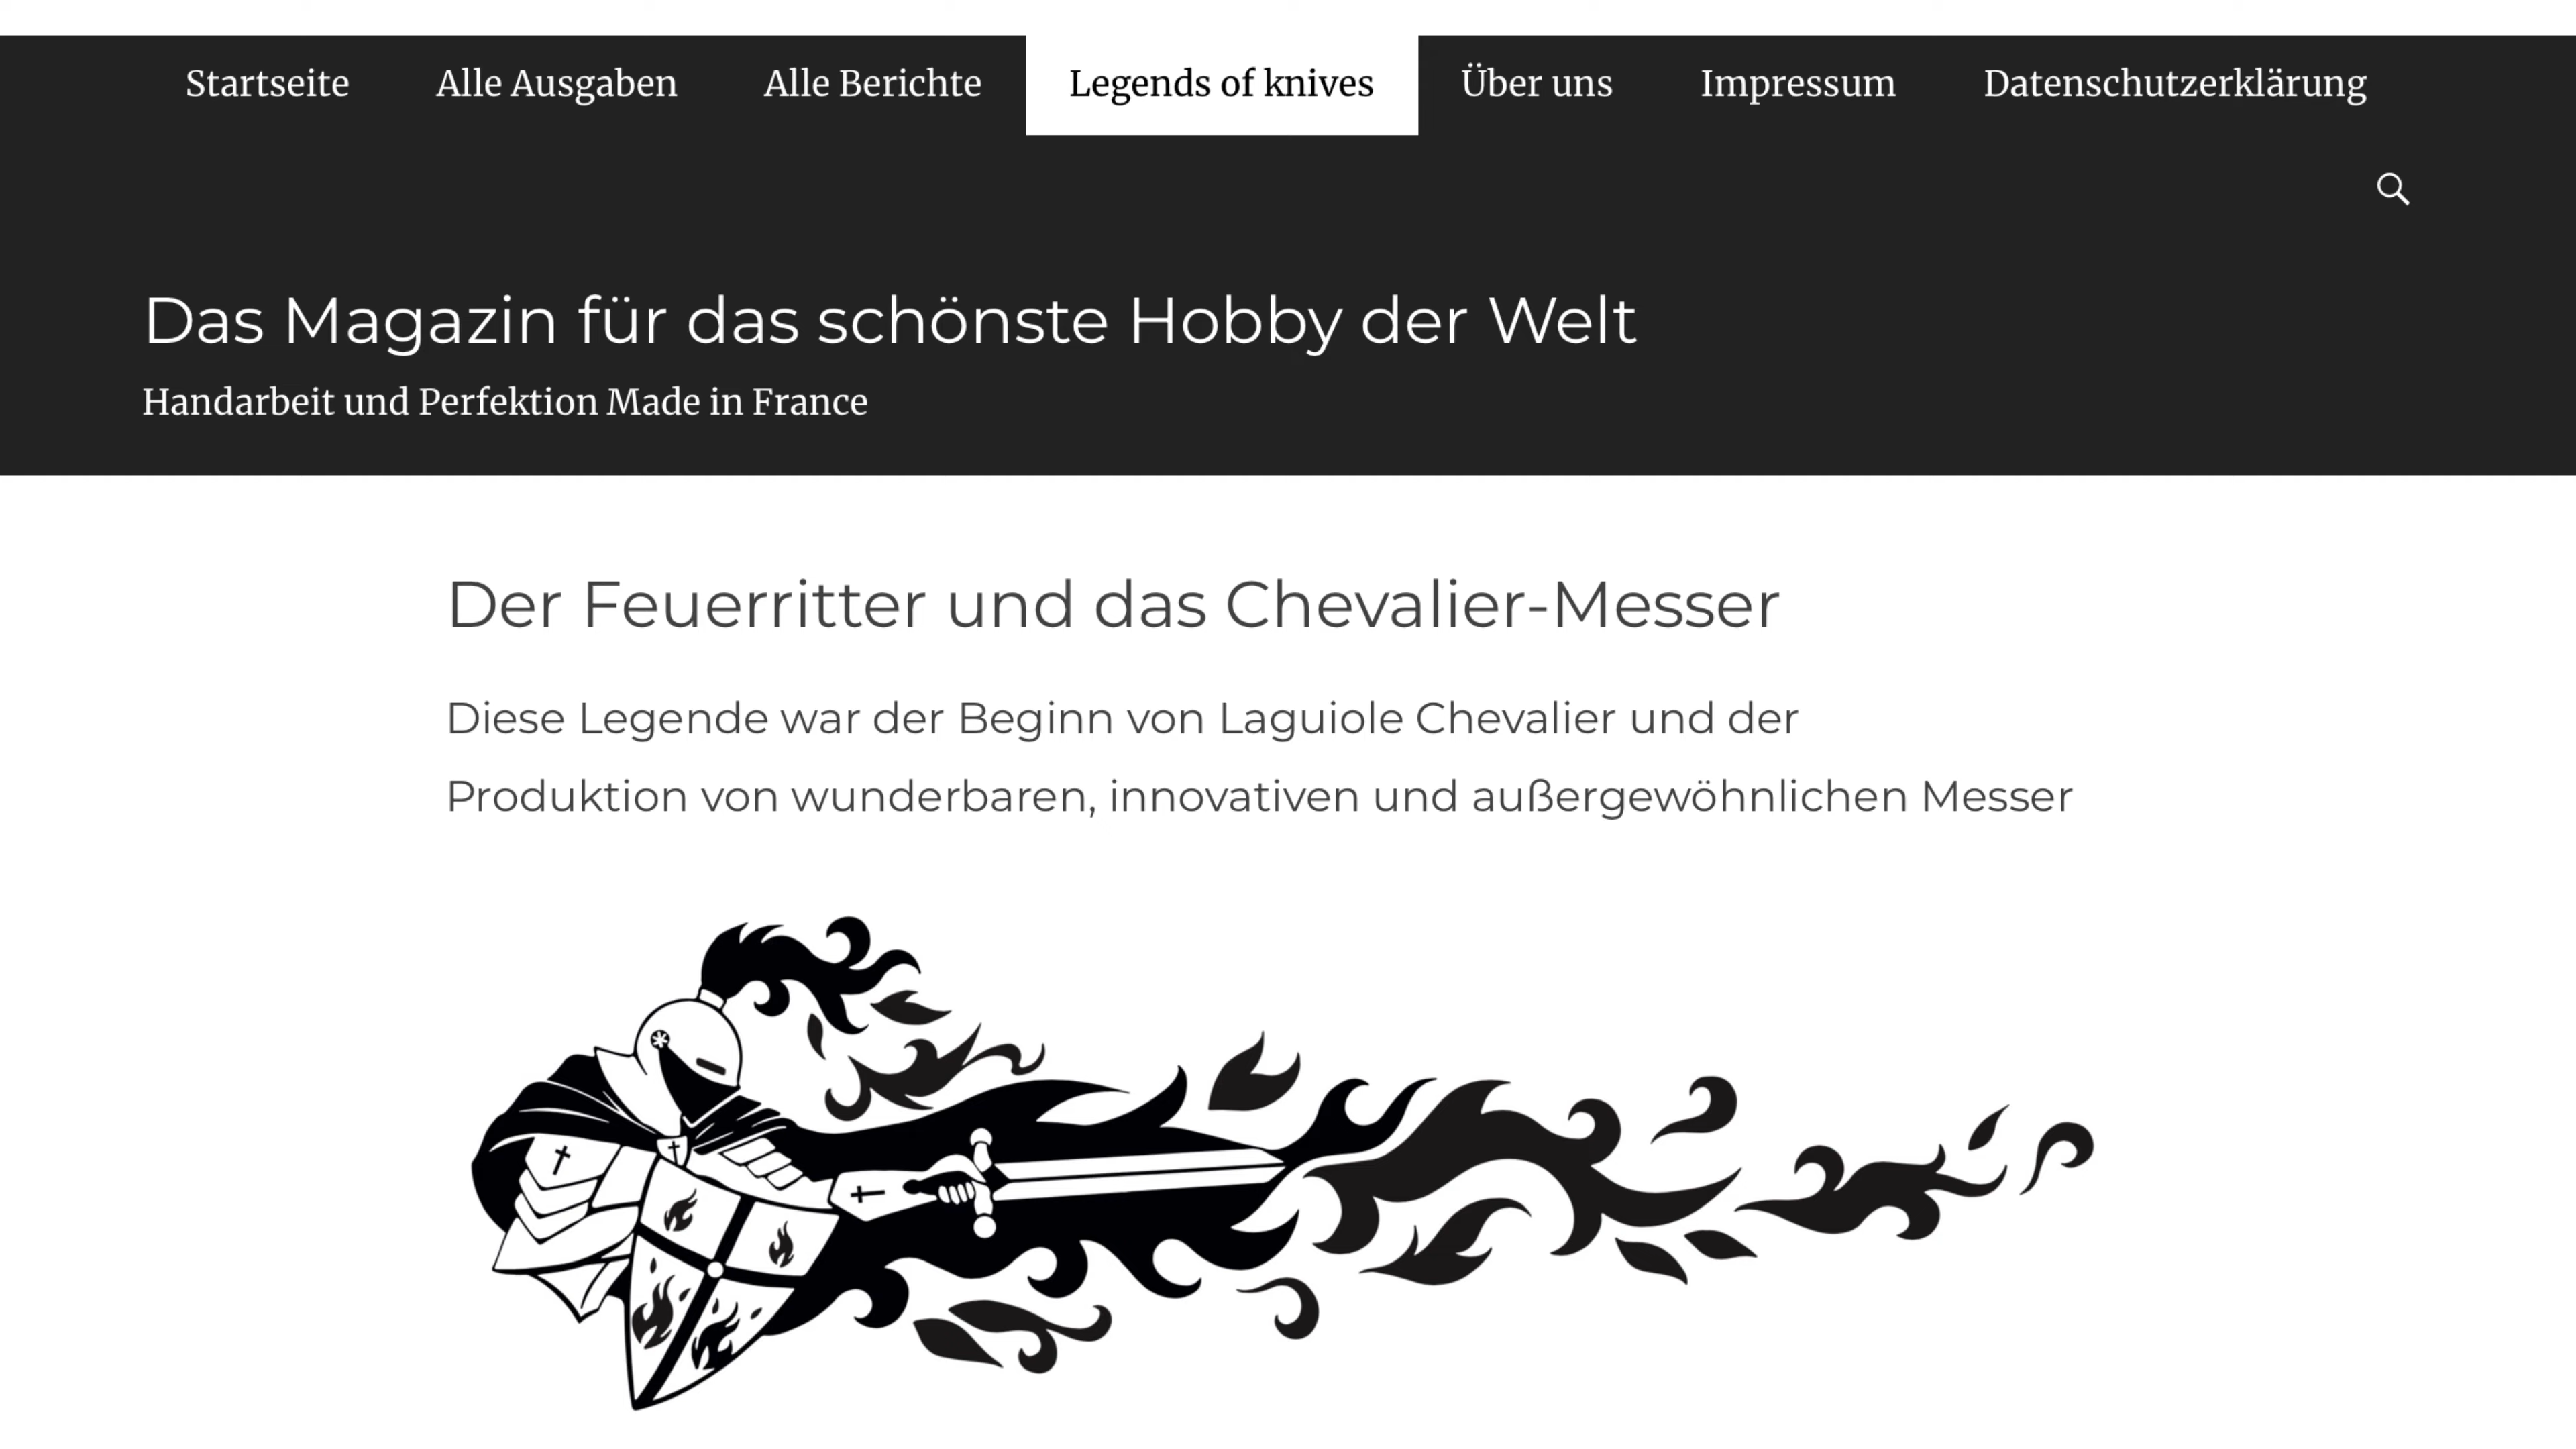 Startseite Alle Ausgaben Alle Berichte Legends of knives Über uns Impressum Datenschutzerklärung
Das Magazin für das schönste Hobby der Welt
Handarbeit und Perfektion Made in France
Der Feuerritter und das Chevalier-Messer
Diese Legende war der Beginn von Laguiole Chevalier und der
Produktion von wunderbaren, innovativen und außergewöhnlichen Messer